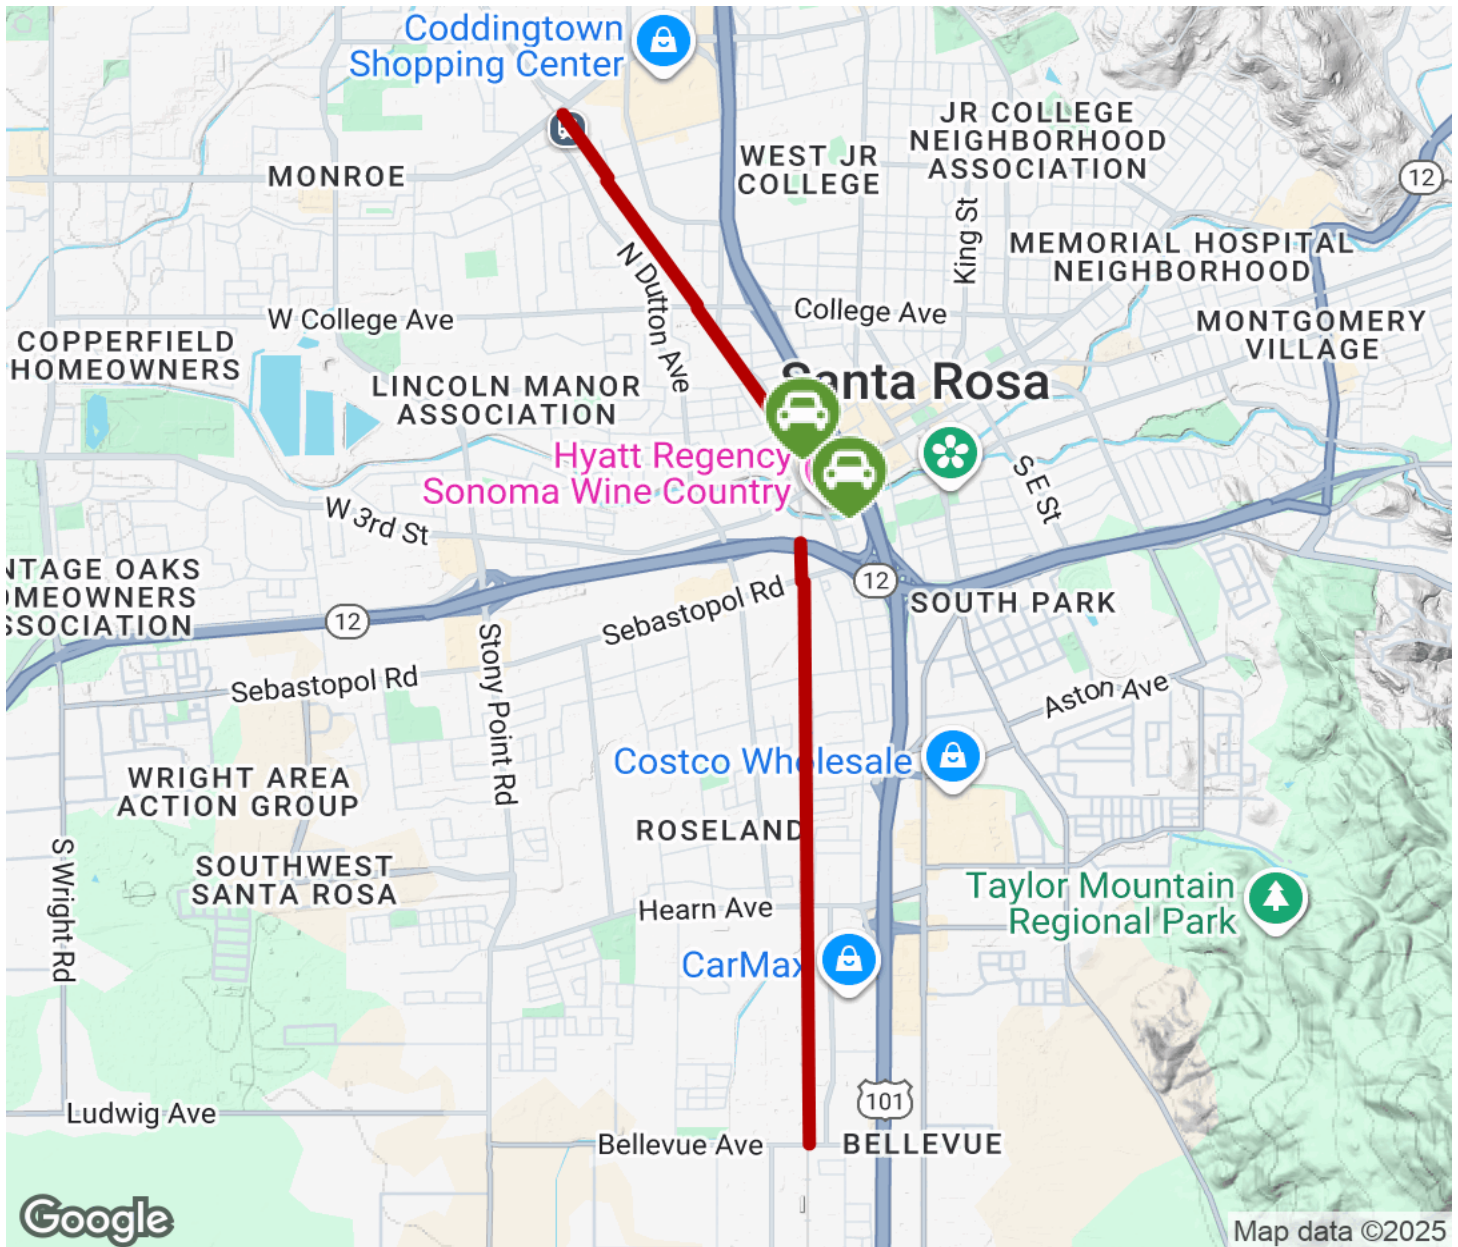 Coddingtown
Shopping Center
JR COLLEGE
NEIGHBORHOOD
ASSOCIATION
WEST JR
COLLEGE
MONROE
12
King St
MEMORIAL HOSPITAL
NEIGHBORHOOD
N Dutton Ave
W College Ave
College Ave
MONTGOMERY
VILLAGE
COPPERFIELD
HOMEOWNERS
Santa Rosa
LINCOLN MANOR
ASSOCIATION
Hyatt Regency
Sonoma Wine Country
S E St
W 3rd St
NTAGE OAKS
OMEOWNERS
SSOCIATION
12
12
SOUTH PARK
Sebastopol Rd
Sebastopol Rd
Stony Point Rd
Aston Ave
Costco Wholesale
WRIGHT AREA
ACTION GROUP
ROSELAND
SOUTHWEST
SANTA ROSA
S Wright Rd
Hearn Ave
Taylor Mountain
Regional Park
CarMax
101
Ludwig Ave
Bellevue Ave
BELLEVUE
Google
Map data ©2025